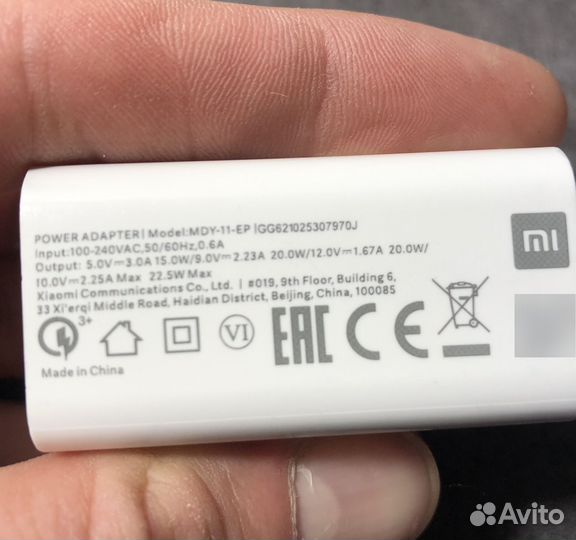 POWER ADAPTER| Model:MDY-11-EP |GG621025307970J
Input:100-240VAC,50/60Hz,0.6A
Output: 5.0V⎓3.0A 15.0W/9.0V⎓2.23A 20.0W/12.0V⎓1.67A 20.0W/
10.0V⎓2.25A Max 22.5W Max
Xiaomi Communications Co., Ltd. | #019, 9th Floor, Building 6,
33 Xi'erqi Middle Road, Haidian District, Beijing, China, 100085
mi
3+ VI EAC CE
Made in China
Avito